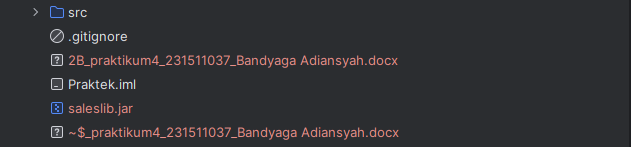 src
.gitignore
2B_praktikum4_231511037_Bandyaga Adiansyah.docx
Praktek.iml
saleslib.jar
~$_praktikum4_231511037_Bandyaga Adiansyah.docx